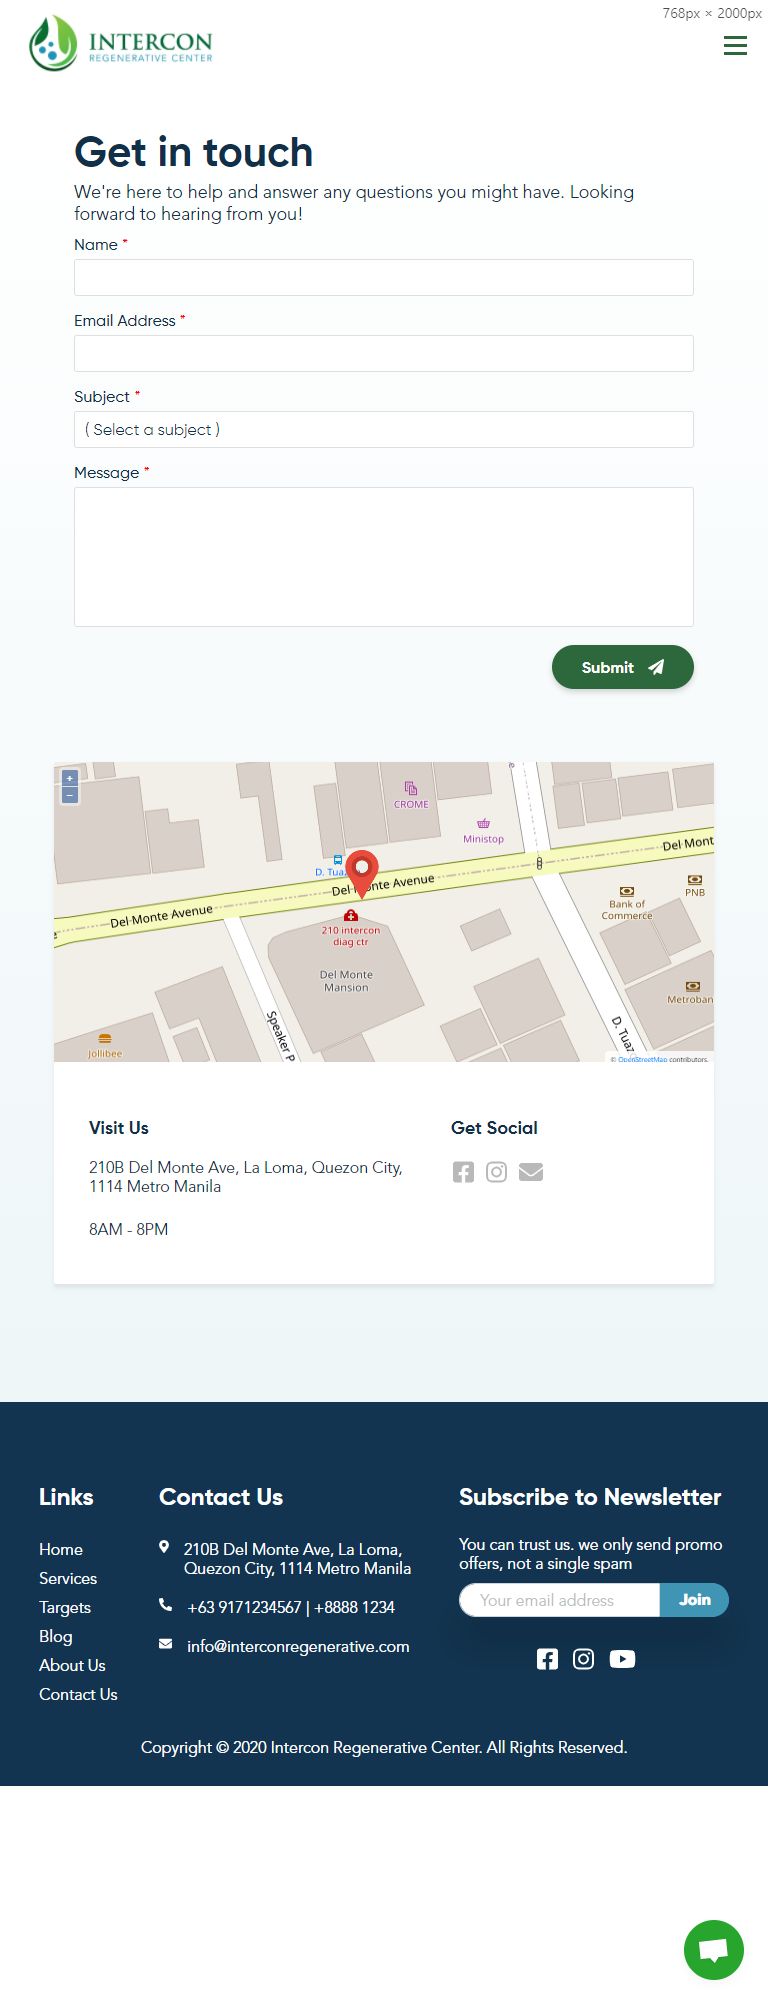 768px × 2000px
INTERCON
REGENERATIVE CENTER
Get in touch
We're here to help and answer any questions you might have. Looking
forward to hearing from you!
Name *
Email Address *
Subject *
( Select a subject )
Message *
Submit
+
−
CROME
Ministop
D. Tua
Del Monte Avenue
Del Mont
Del Monte Avenue
PNB
Bank of
Commerce
210 intercon
diag ctr
Del Monte
Mansion
Metroban
Speaker P
D. Tuaz
Jollibee
© OpenStreetMap contributors.
Visit Us
210B Del Monte Ave, La Loma, Quezon City,
1114 Metro Manila
8AM - 8PM
Get Social
Links
Home
Services
Targets
Blog
About Us
Contact Us
Contact Us
210B Del Monte Ave, La Loma,
Quezon City, 1114 Metro Manila
+63 9171234567 | +8888 1234
info@interconregenerative.com
Subscribe to Newsletter
You can trust us. we only send promo
offers, not a single spam
Your email address
Join
Copyright © 2020 Intercon Regenerative Center. All Rights Reserved.